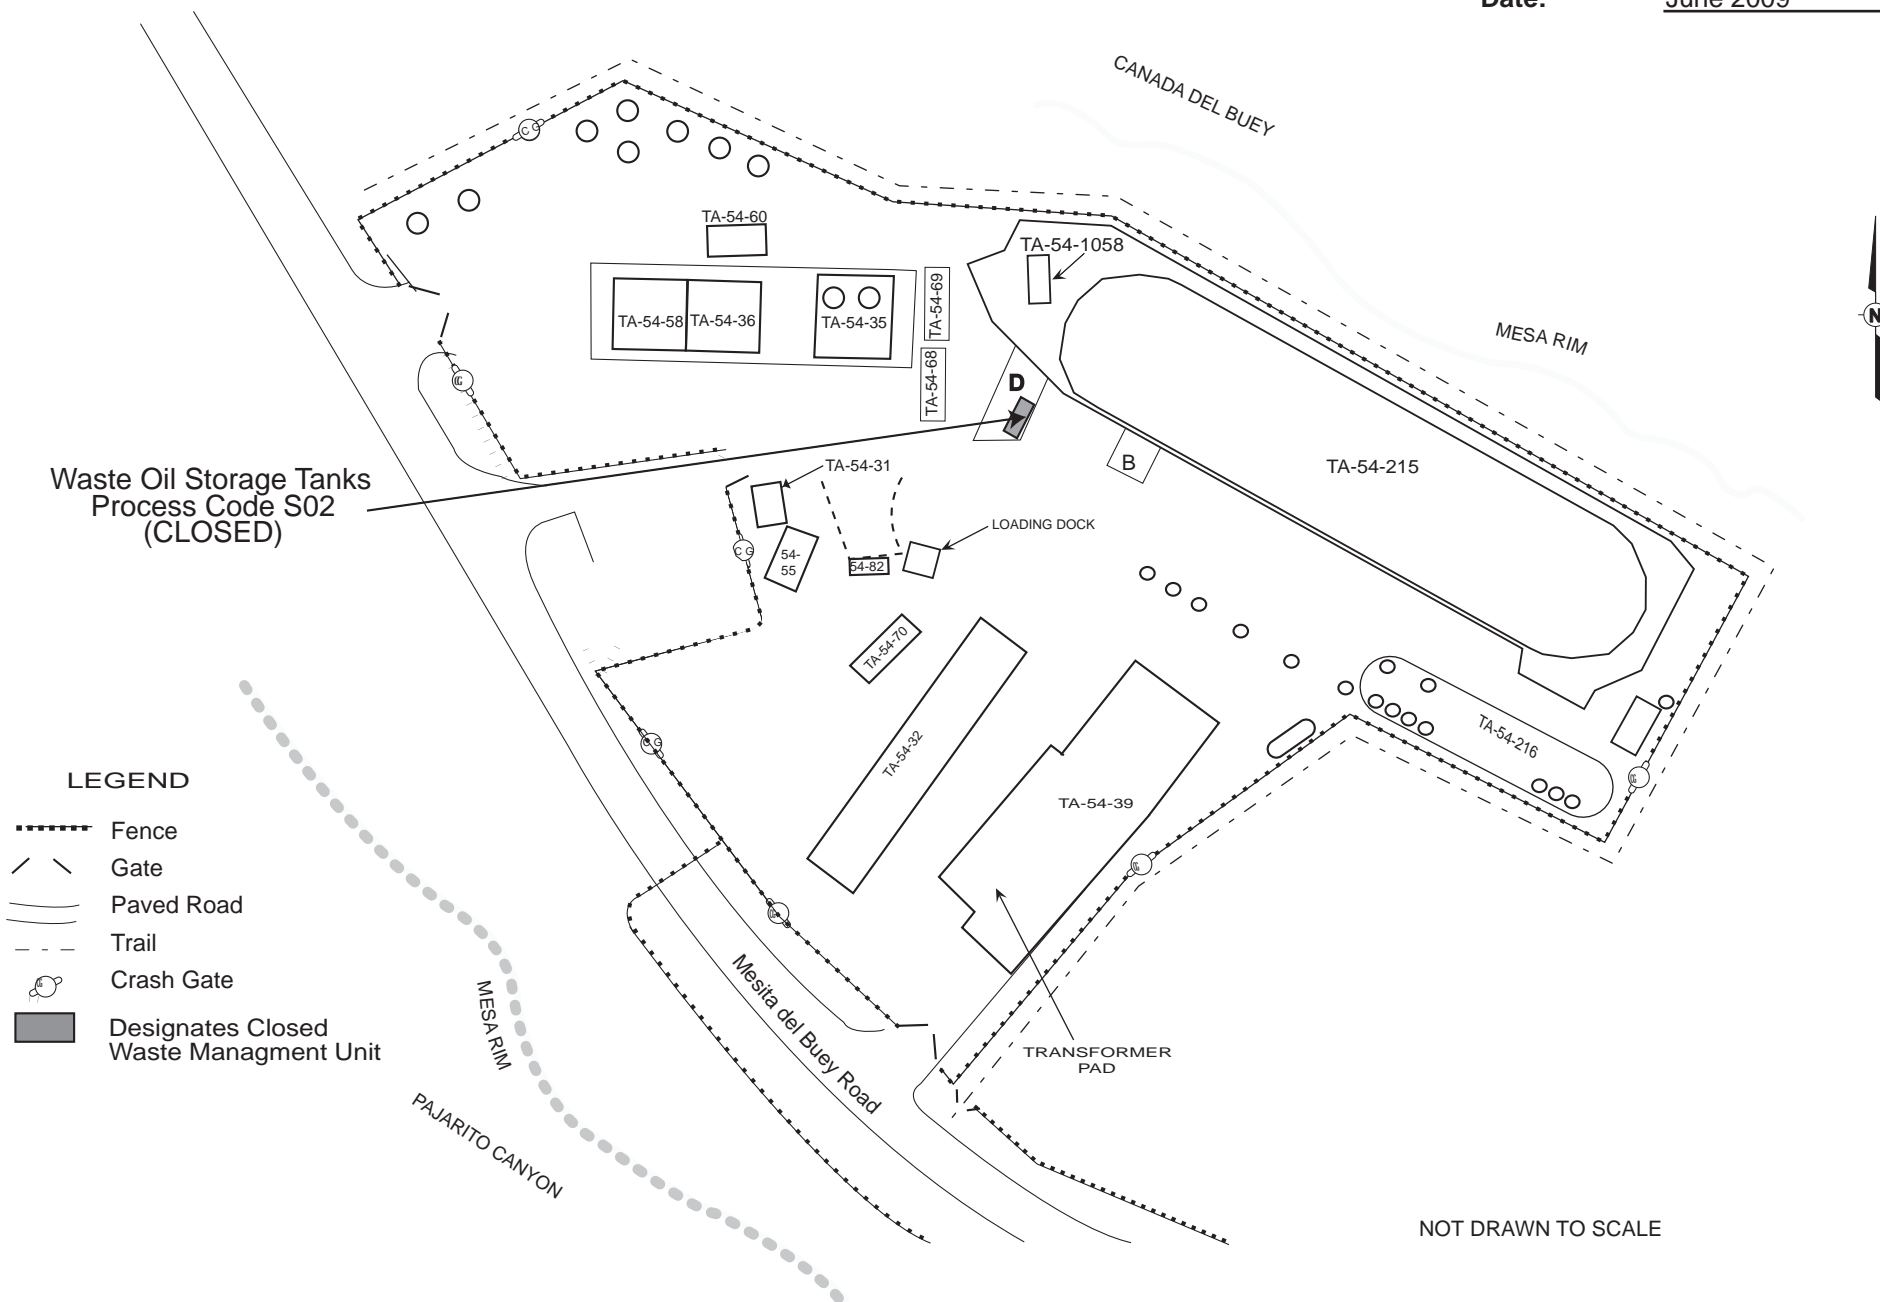 Date: June 2009
CANADA DEL BUEY
C G
TA-54-60
TA-54-1058
TA-54-69
TA-54-58
TA-54-36
TA-54-35
N
MESA RIM
TA-54-68
D
B
TA-54-215
Waste Oil Storage Tanks
Process Code S02
(CLOSED)
TA-54-31
LOADING DOCK
C G
54-
55
54-82
TA-54-70
TA-54-32
C G
TA-54-216
TA-54-39
LEGEND
Fence
Gate
Paved Road
Trail
Crash Gate
Designates Closed
Waste Managment Unit
MESA RIM
Mesita del Buey Road
TRANSFORMER
PAD
PAJARITO CANYON
NOT DRAWN TO SCALE